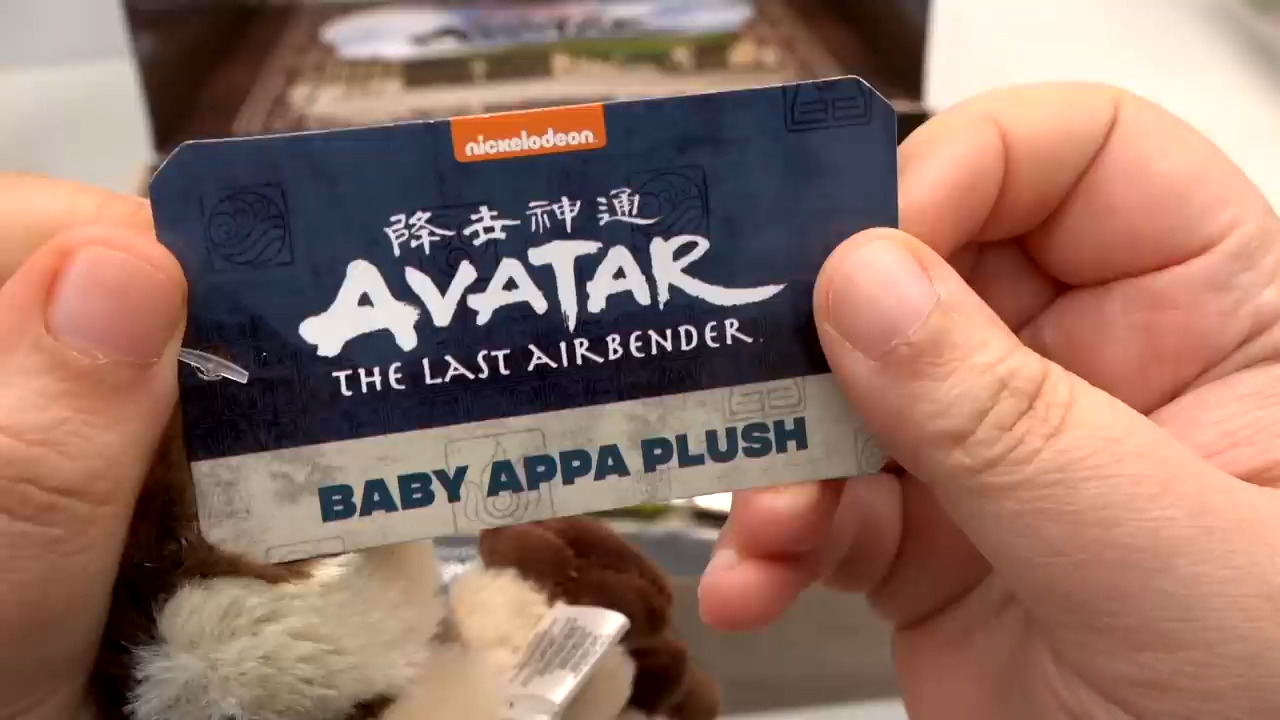 nickelodeon
降去神通
AVATAR
THE LAST AIRBENDER
BABY APPA PLUSH